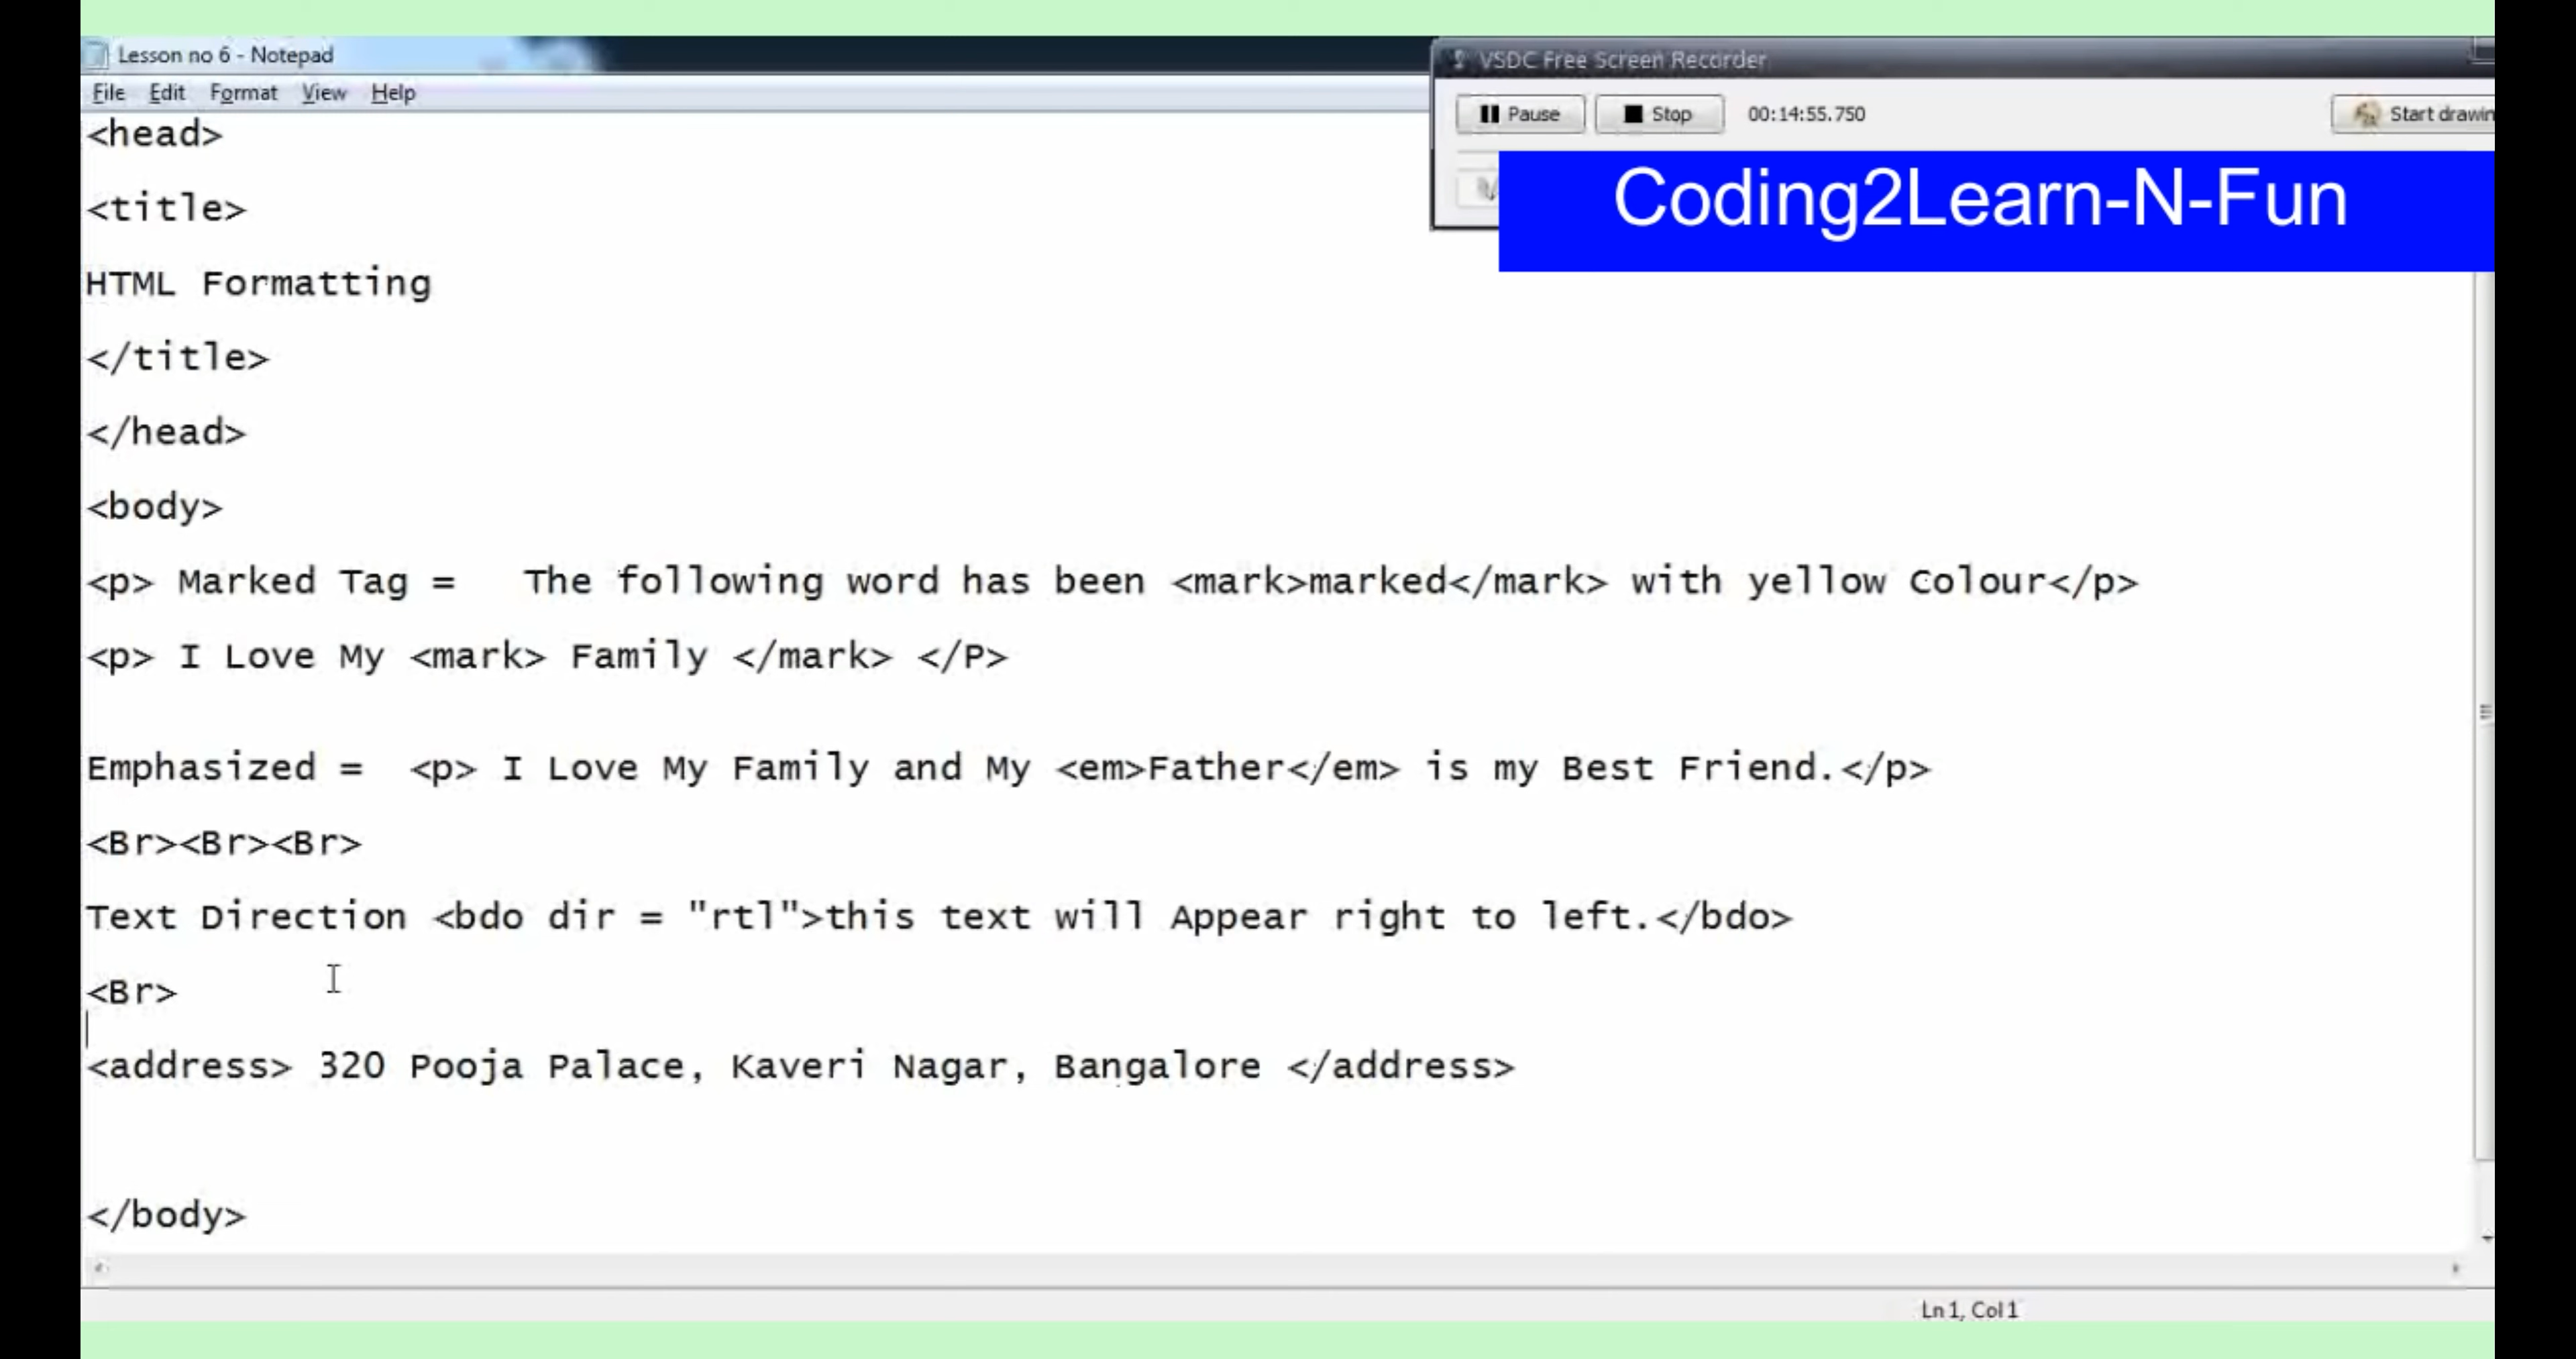 Lesson no 6 - Notepad
VSDC Free Screen Recorder
File Edit Format View Help
Pause Stop 00:14:55.750 Start drawin
Coding2Learn-N-Fun
<head>
<title>
HTML Formatting
</title>
</head>
<body>
<p> Marked Tag =   The following word has been <mark>marked</mark> with yellow Colour</p>
<p> I Love My <mark> Family </mark> </P>
Emphasized =  <p> I Love My Family and My <em>Father</em> is my Best Friend.</p>
<Br><Br><Br>
Text Direction <bdo dir = "rtl">this text will Appear right to left.</bdo>
<Br>
<address> 320 Pooja Palace, Kaveri Nagar, Bangalore </address>
</body>
Ln 1, Col 1